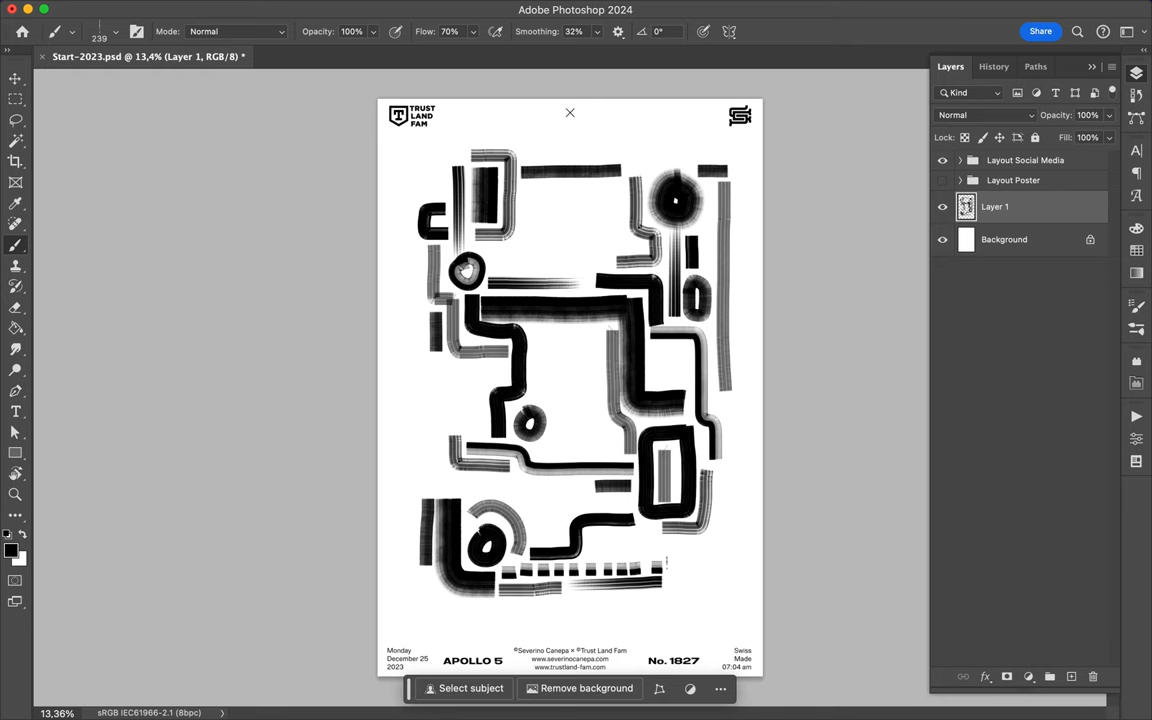 Adobe Photoshop 2024
239
Mode: Normal
Opacity: 100%
Flow: 70%
Smoothing: 32%
0°
Share
Start-2023.psd @ 13,4% (Layer 1, RGB/8) *
Layers
History
Paths
Kind
Normal
Opacity: 100%
Lock:
Fill: 100%
Layout Social Media
Layout Poster
Layer 1
Background
TRUST
LAND
FAM
Monday
December 25
2023
APOLLO 5
©Severino Canepa × ©Trust Land Fam
www.severinocanepa.com
www.trustland-fam.com
No. 1827
Swiss
Made
07:04 am
Select subject
Remove background
13,36%
sRGB IEC61966-2.1 (8bpc)